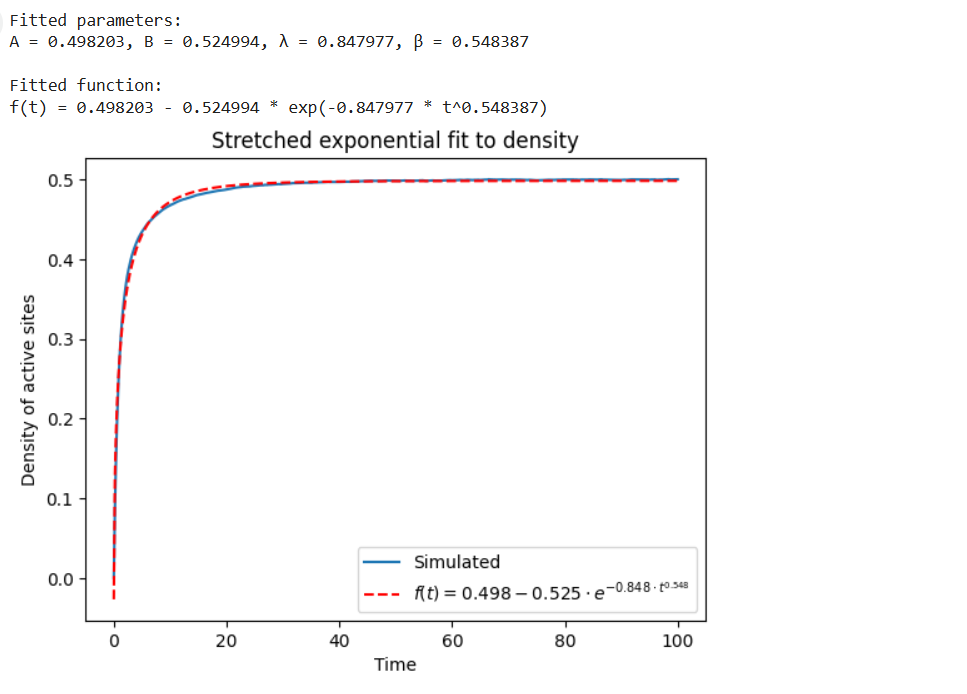 Fitted parameters:
A = 0.498203, B = 0.524994, λ = 0.847977, β = 0.548387
Fitted function:
f(t) = 0.498203 - 0.524994 * exp(-0.847977 * t^0.548387)
Stretched exponential fit to density
0.5
0.4
0.3
0.2
0.1
0.0
Density of active sites
Simulated
f(t) = 0.498 − 0.525 · e^{−0.848 · t^{0.548}}
0 20 40 60 80 100
Time